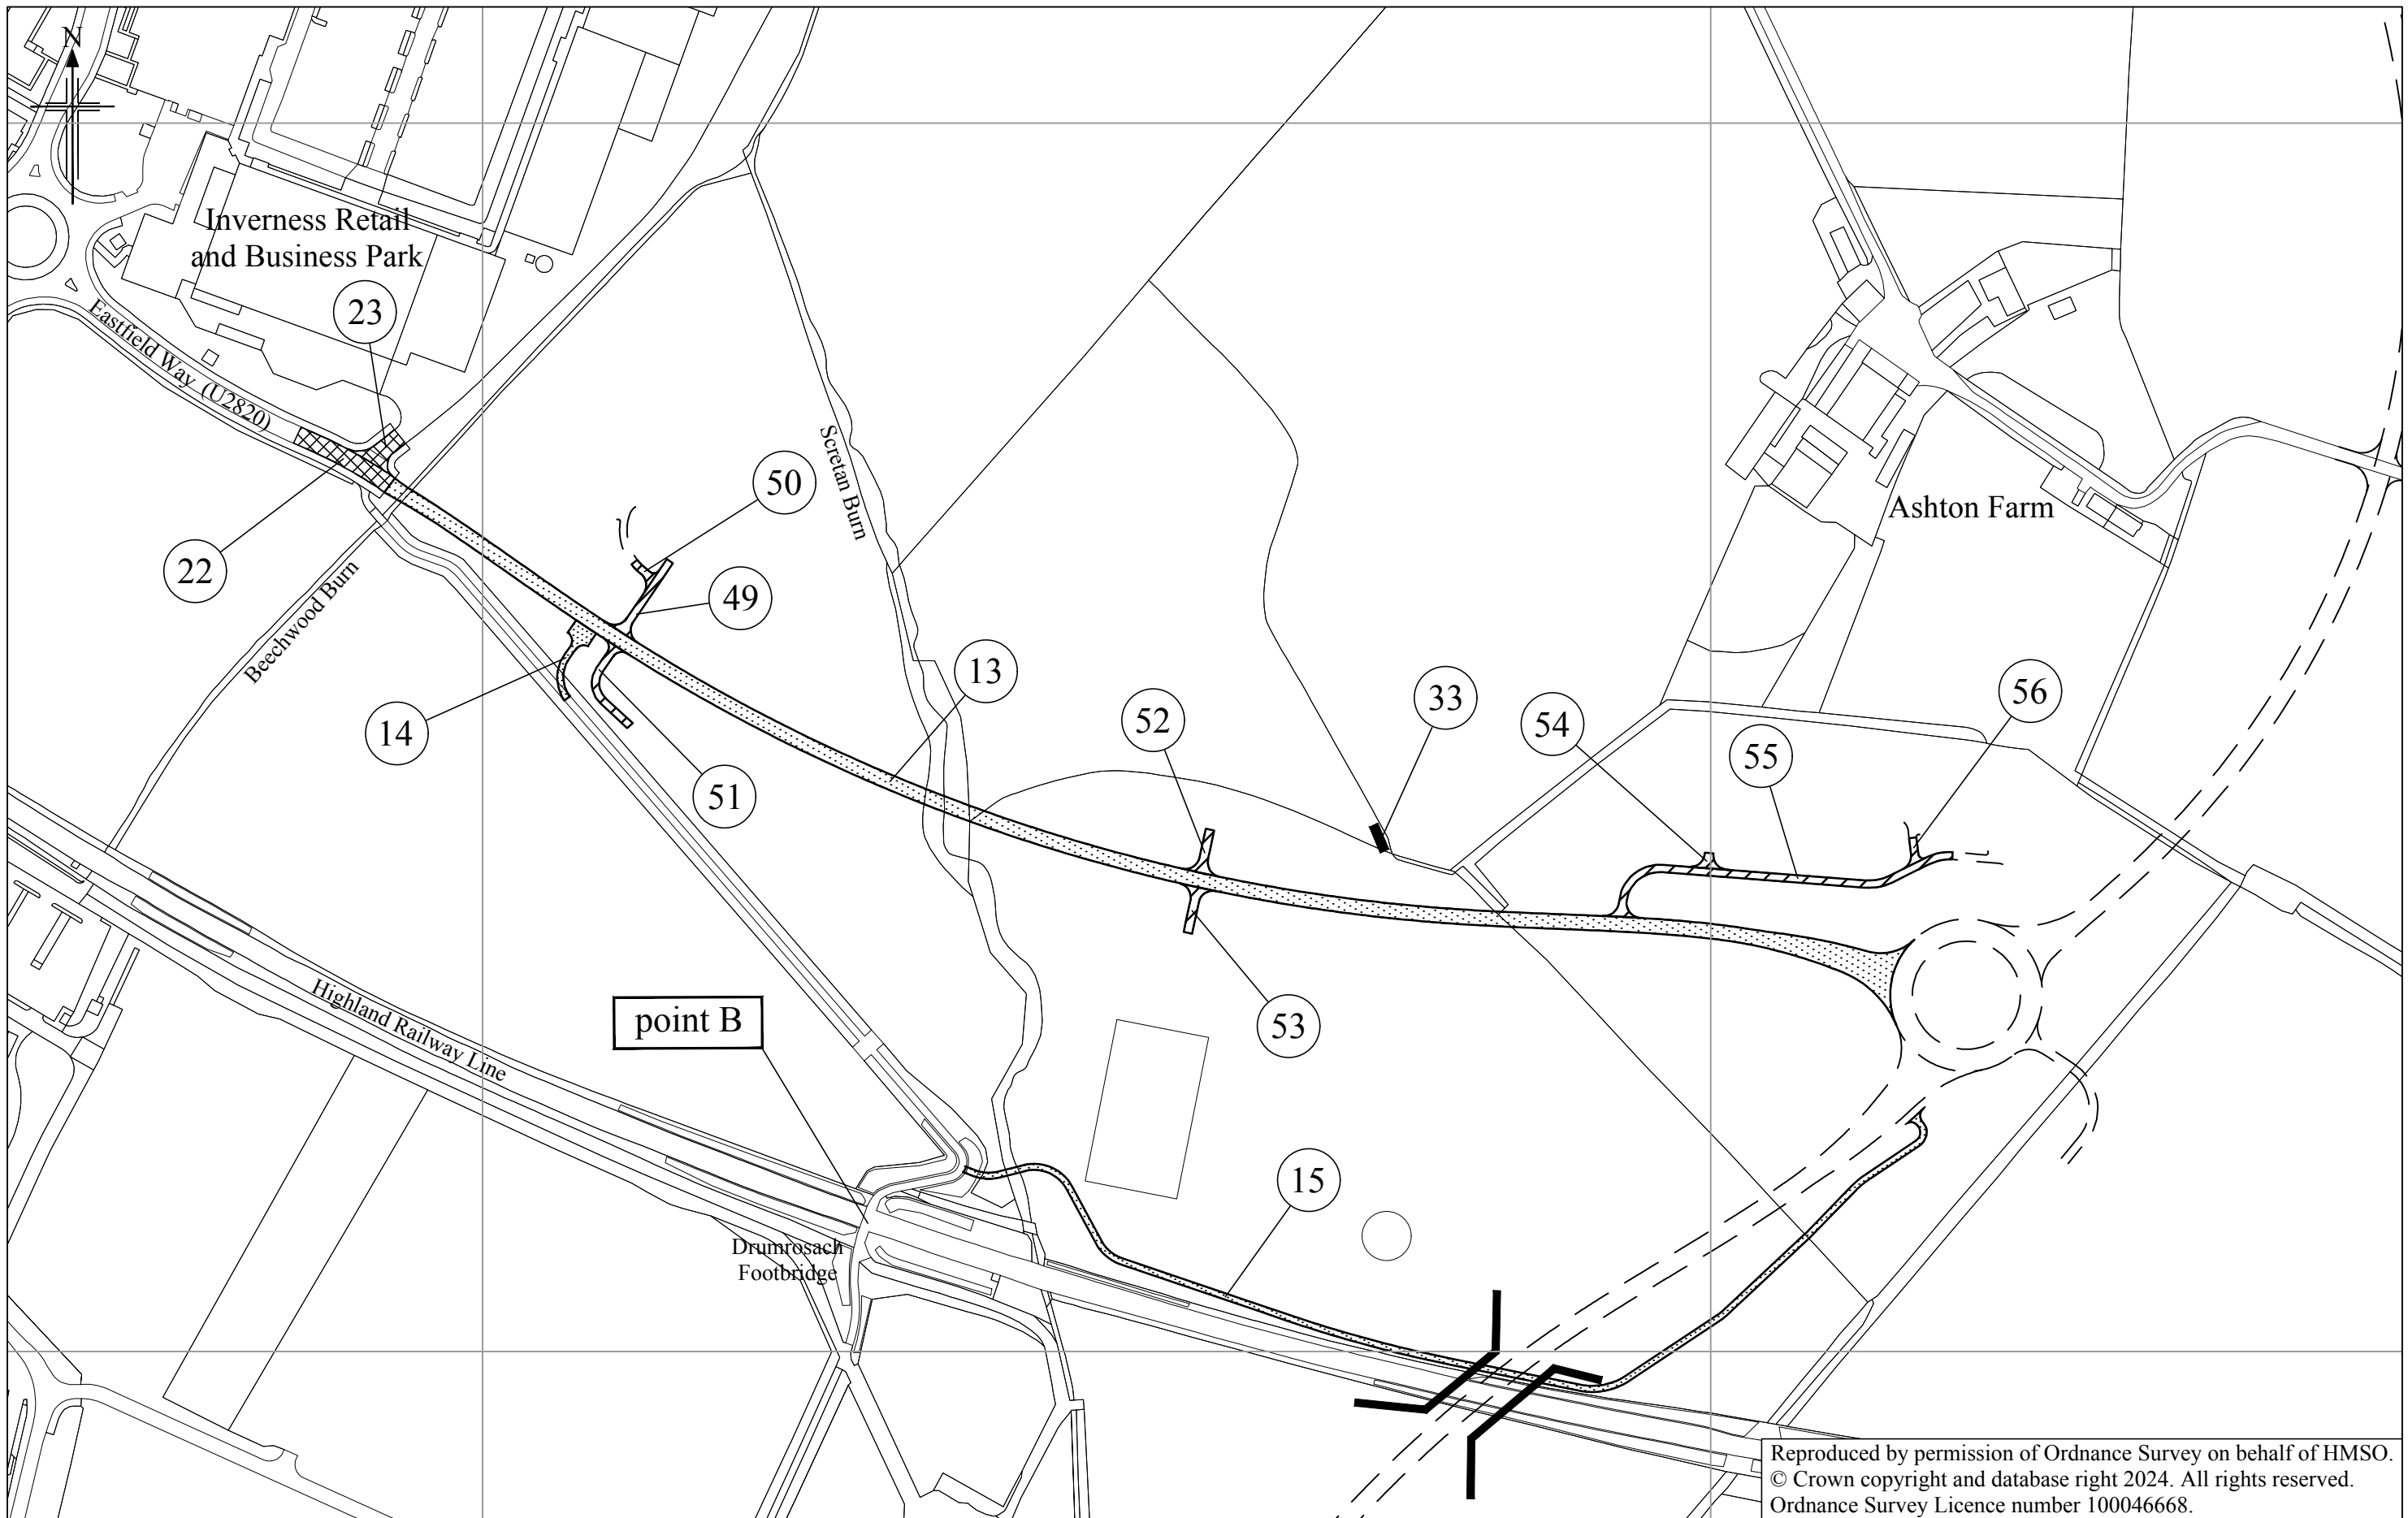 N
Inverness Retail
and Business Park
23
Eastfield Way (U2820)
50
Scretan Burn
Ashton Farm
22
49
Beechwood Burn
13
33
52
54
56
14
55
51
Highland Railway Line
point B
53
15
Drumrosach
Footbridge
Reproduced by permission of Ordnance Survey on behalf of HMSO.
© Crown copyright and database right 2024. All rights reserved.
Ordnance Survey Licence number 100046668.